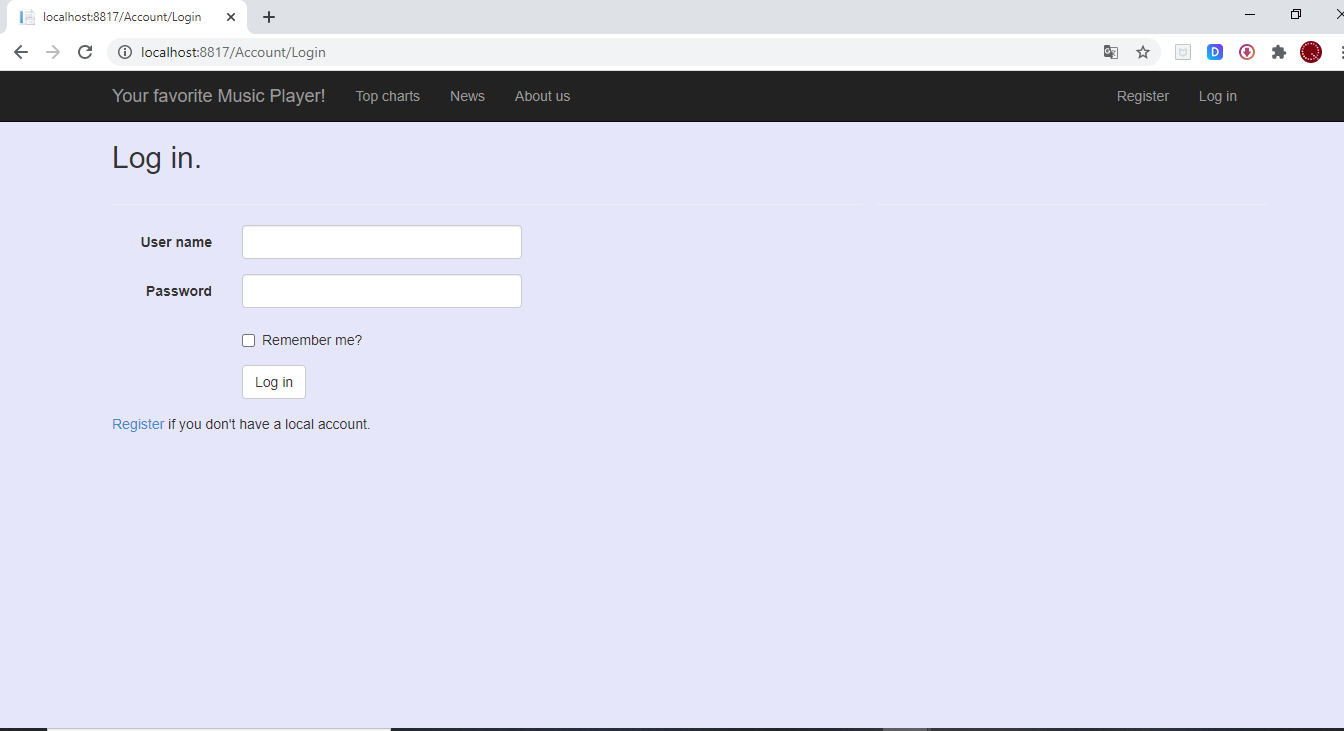 localhost:8817/Account/Login
localhost:8817/Account/Login
D
Your favorite Music Player! Top charts News About us Register Log in
Log in.
User name
Password
Remember me?
Log in
Register if you don't have a local account.